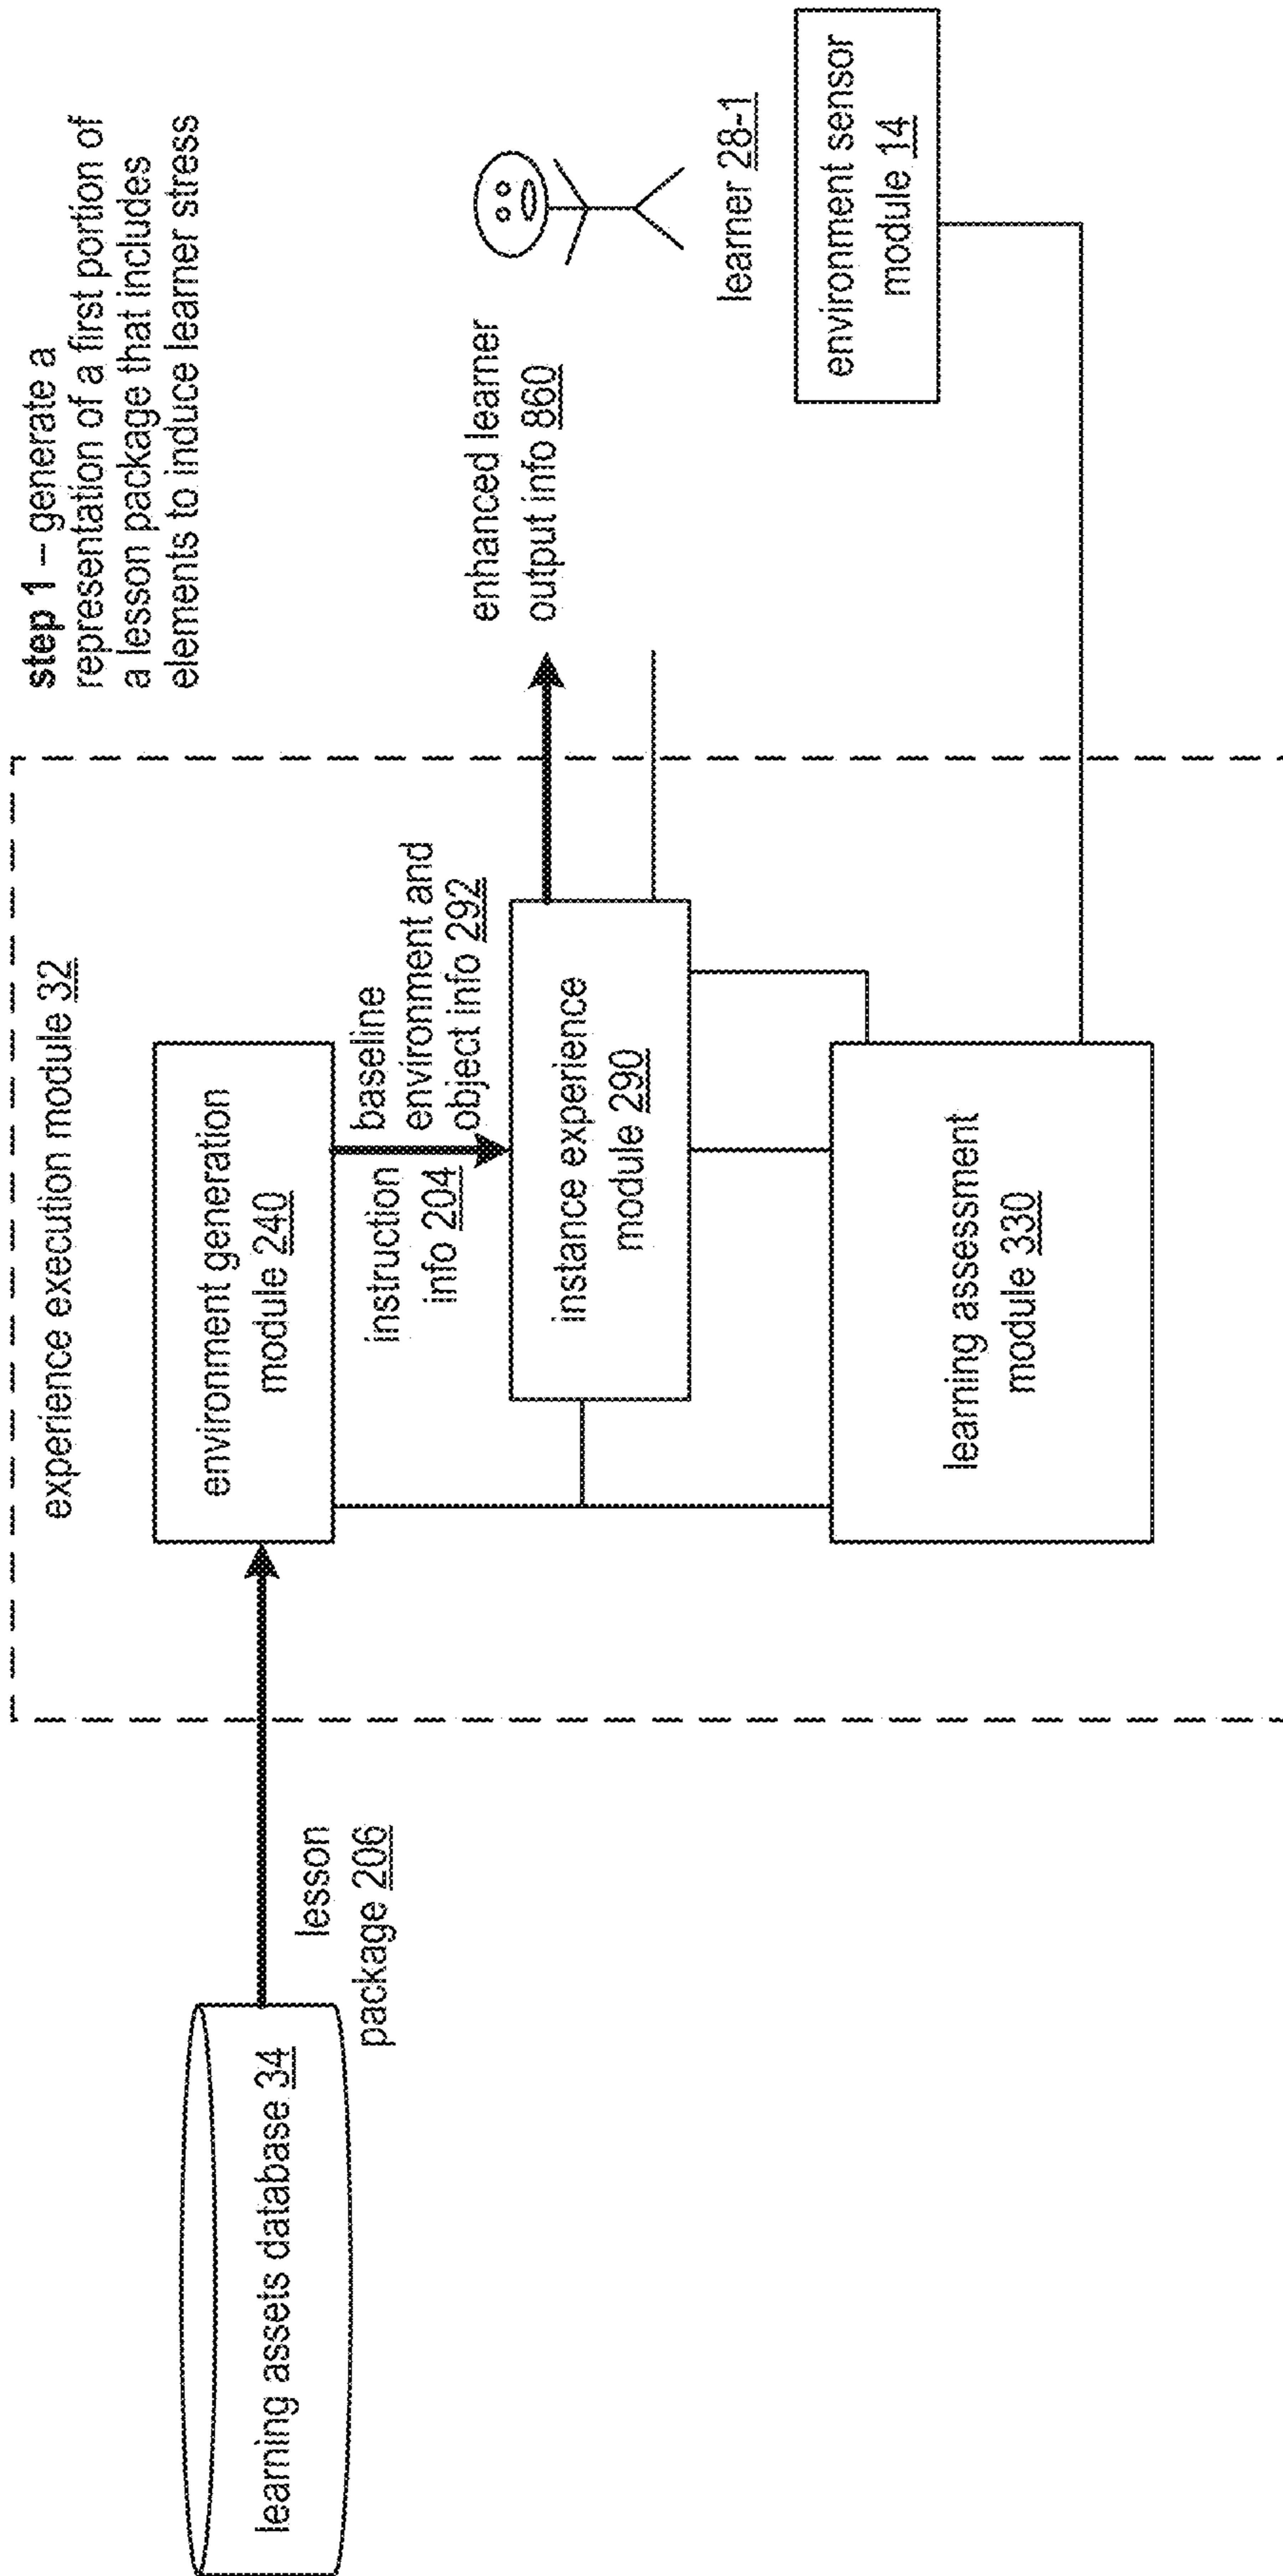 step 1 – generate a
representation of a first portion of
a lesson package that includes
elements to induce learner stress
experience execution module 32
learning assets database 34
lesson
package 206
environment generation
module 240
instruction
info 204
baseline
environment and
object info 292
instance experience
module 290
enhanced learner
output info 860
learner 28-1
environment sensor
module 14
learning assessment
module 330